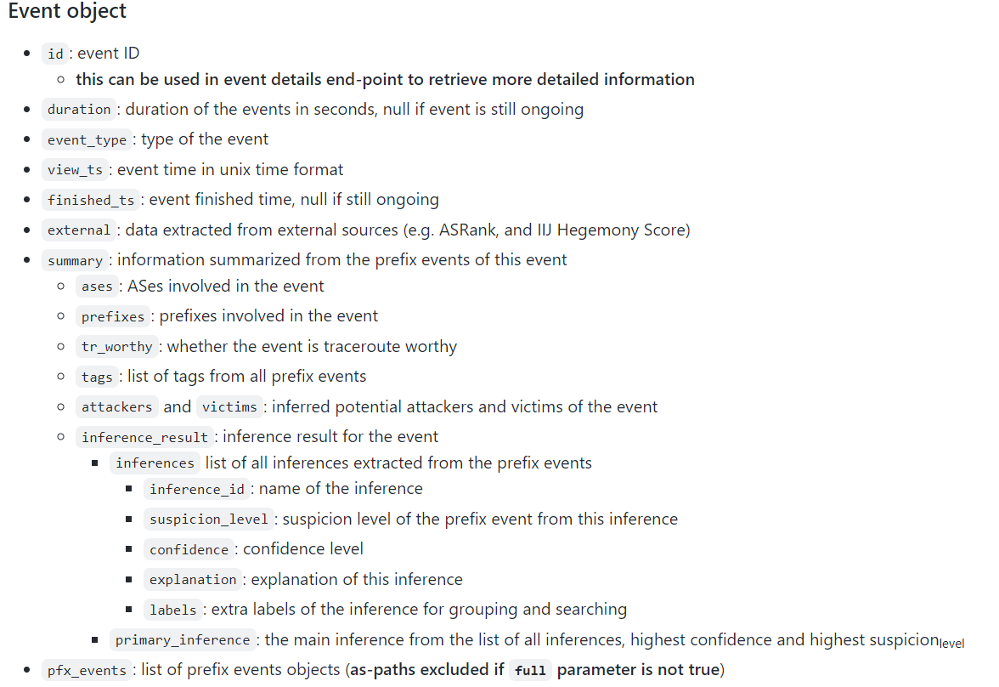 Event object
id : event ID
this can be used in event details end-point to retrieve more detailed information
duration : duration of the events in seconds, null if event is still ongoing
event_type : type of the event
view_ts : event time in unix time format
finished_ts : event finished time, null if still ongoing
external : data extracted from external sources (e.g. ASRank, and IIJ Hegemony Score)
summary : information summarized from the prefix events of this event
ases : ASes involved in the event
prefixes : prefixes involved in the event
tr_worthy : whether the event is traceroute worthy
tags : list of tags from all prefix events
attackers and victims : inferred potential attackers and victims of the event
inference_result : inference result for the event
inferences list of all inferences extracted from the prefix events
inference_id : name of the inference
suspicion_level : suspicion level of the prefix event from this inference
confidence : confidence level
explanation : explanation of this inference
labels : extra labels of the inference for grouping and searching
primary_inference : the main inference from the list of all inferences, highest confidence and highest suspicionlevel
pfx_events : list of prefix events objects (as-paths excluded if full parameter is not true)